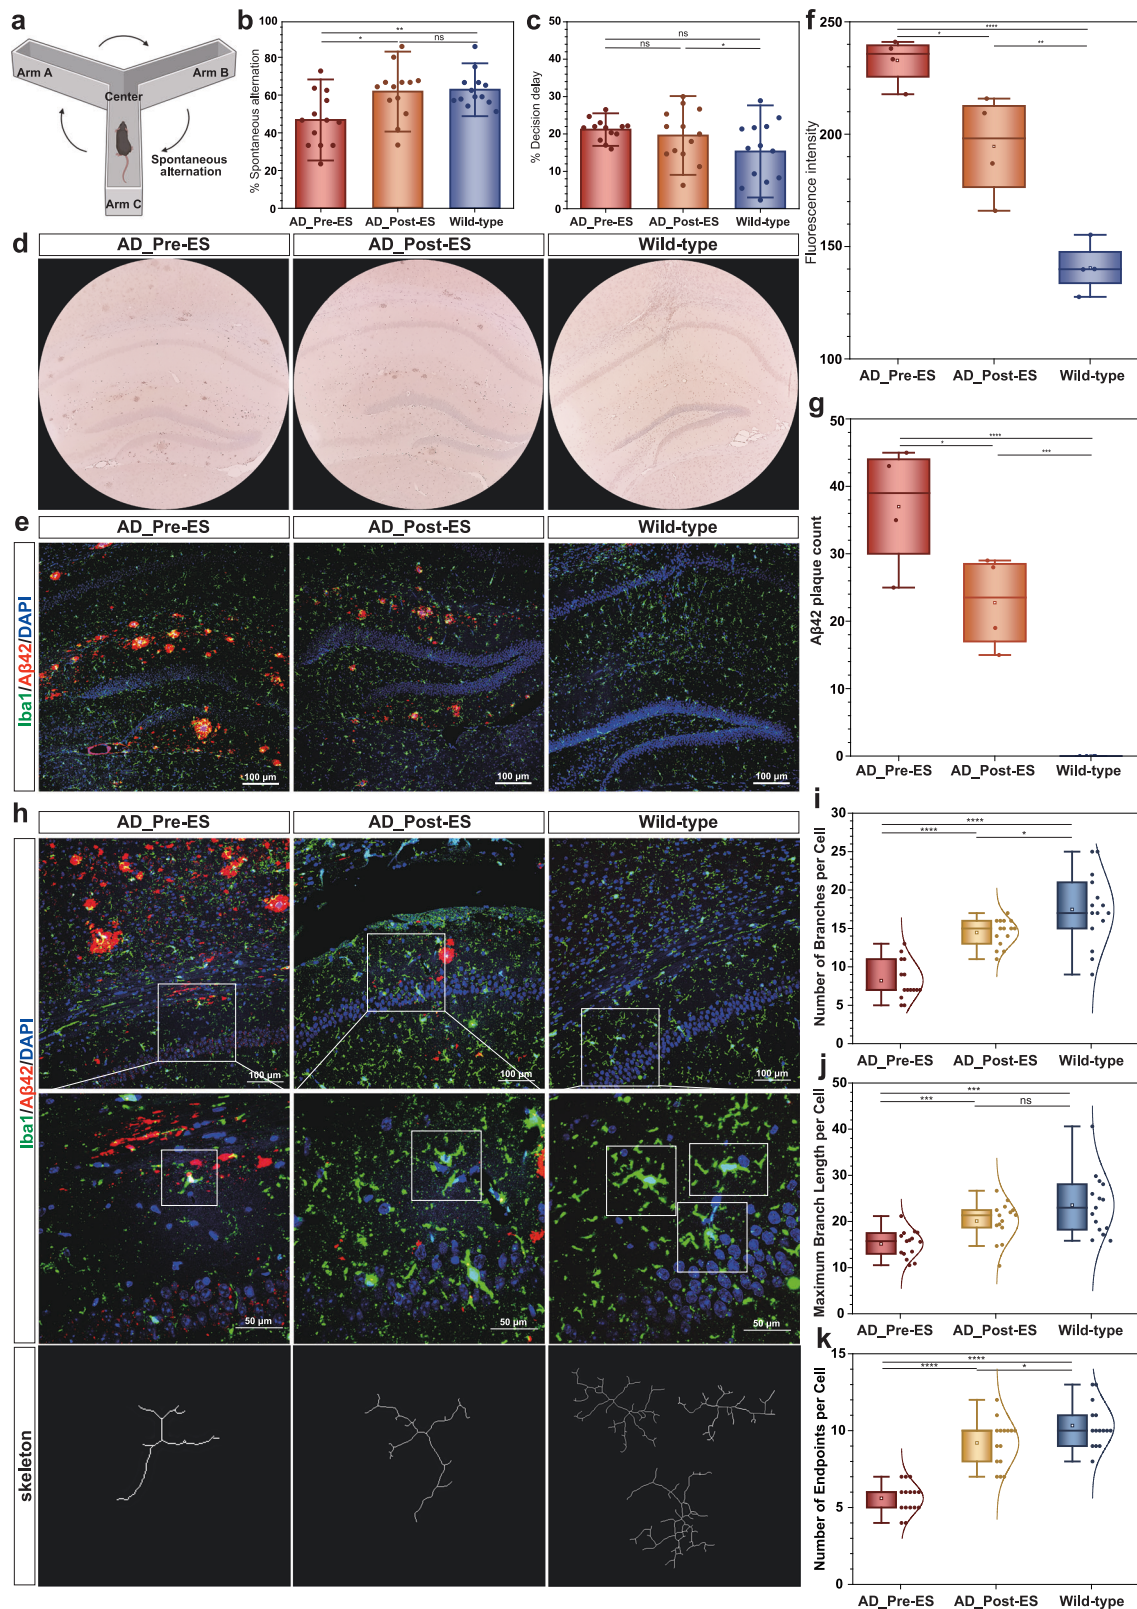 a
Arm A
Arm B
Center
Spontaneous
alternation
Arm C
b
% Spontaneous alternation
100
80
60
40
20
0
**
*
ns
AD_Pre-ES
AD_Post-ES
Wild-type
c
% Decision delay
50
40
30
20
10
0
ns
ns
*
AD_Pre-ES
AD_Post-ES
Wild-type
f
Fluorescence intensity
250
200
150
100
****
*
**
AD_Pre-ES
AD_Post-ES
Wild-type
d
AD_Pre-ES
AD_Post-ES
Wild-type
g
Aβ42 plaque count
50
40
30
20
10
0
****
*
***
AD_Pre-ES
AD_Post-ES
Wild-type
e
AD_Pre-ES
AD_Post-ES
Wild-type
Iba1/Aβ42/DAPI
100 μm
100 μm
100 μm
h
AD_Pre-ES
AD_Post-ES
Wild-type
Iba1/Aβ42/DAPI
100 μm
100 μm
100 μm
50 μm
50 μm
50 μm
skeleton
i
Number of Branches per Cell
30
25
20
15
10
5
0
****
****
*
AD_Pre-ES
AD_Post-ES
Wild-type
j
Maximum Branch Length per Cell
50
40
30
20
10
0
***
***
ns
AD_Pre-ES
AD_Post-ES
Wild-type
k
Number of Endpoints per Cell
15
10
5
0
****
****
*
AD_Pre-ES
AD_Post-ES
Wild-type